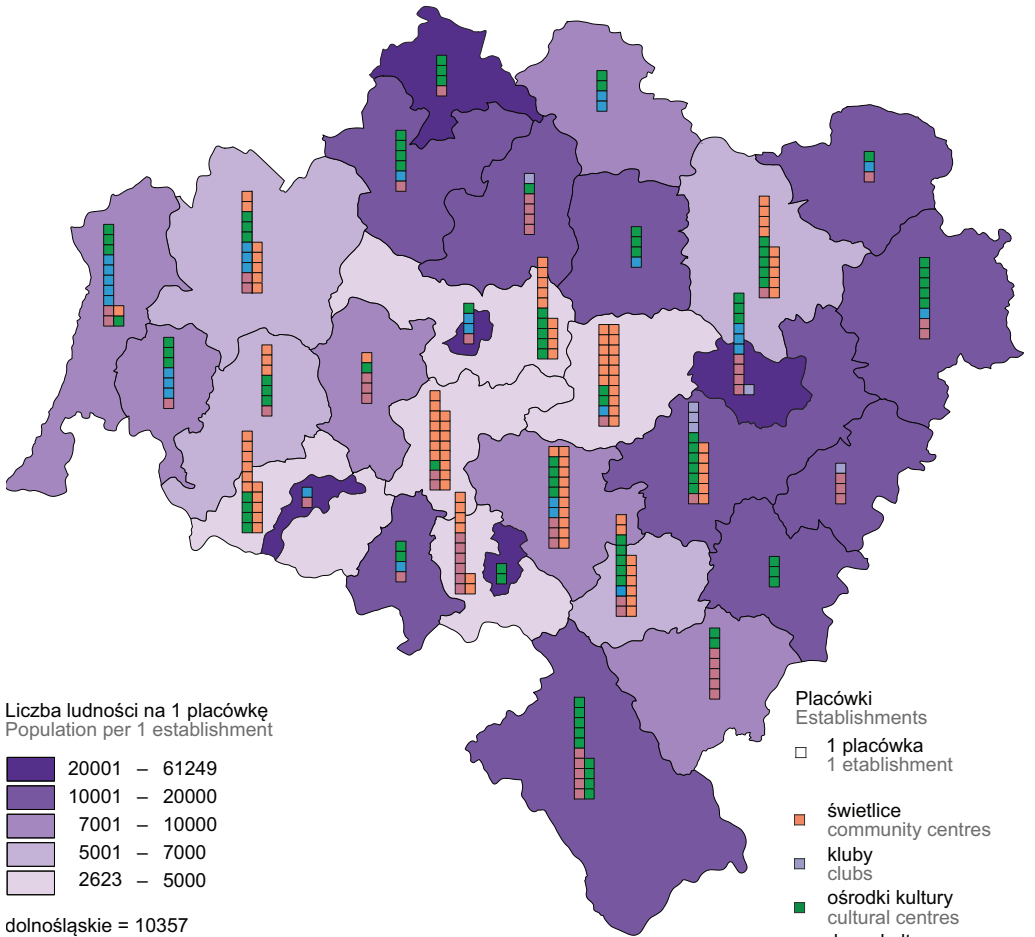 Liczba ludności na 1 placówkę
Population per 1 establishment
20001 – 61249
10001 – 20000
7001 – 10000
5001 – 7000
2623 – 5000
dolnośląskie = 10357
Placówki
Establishments
1 placówka
1 etablishment
świetlice
community centres
kluby
clubs
ośrodki kultury
cultural centres